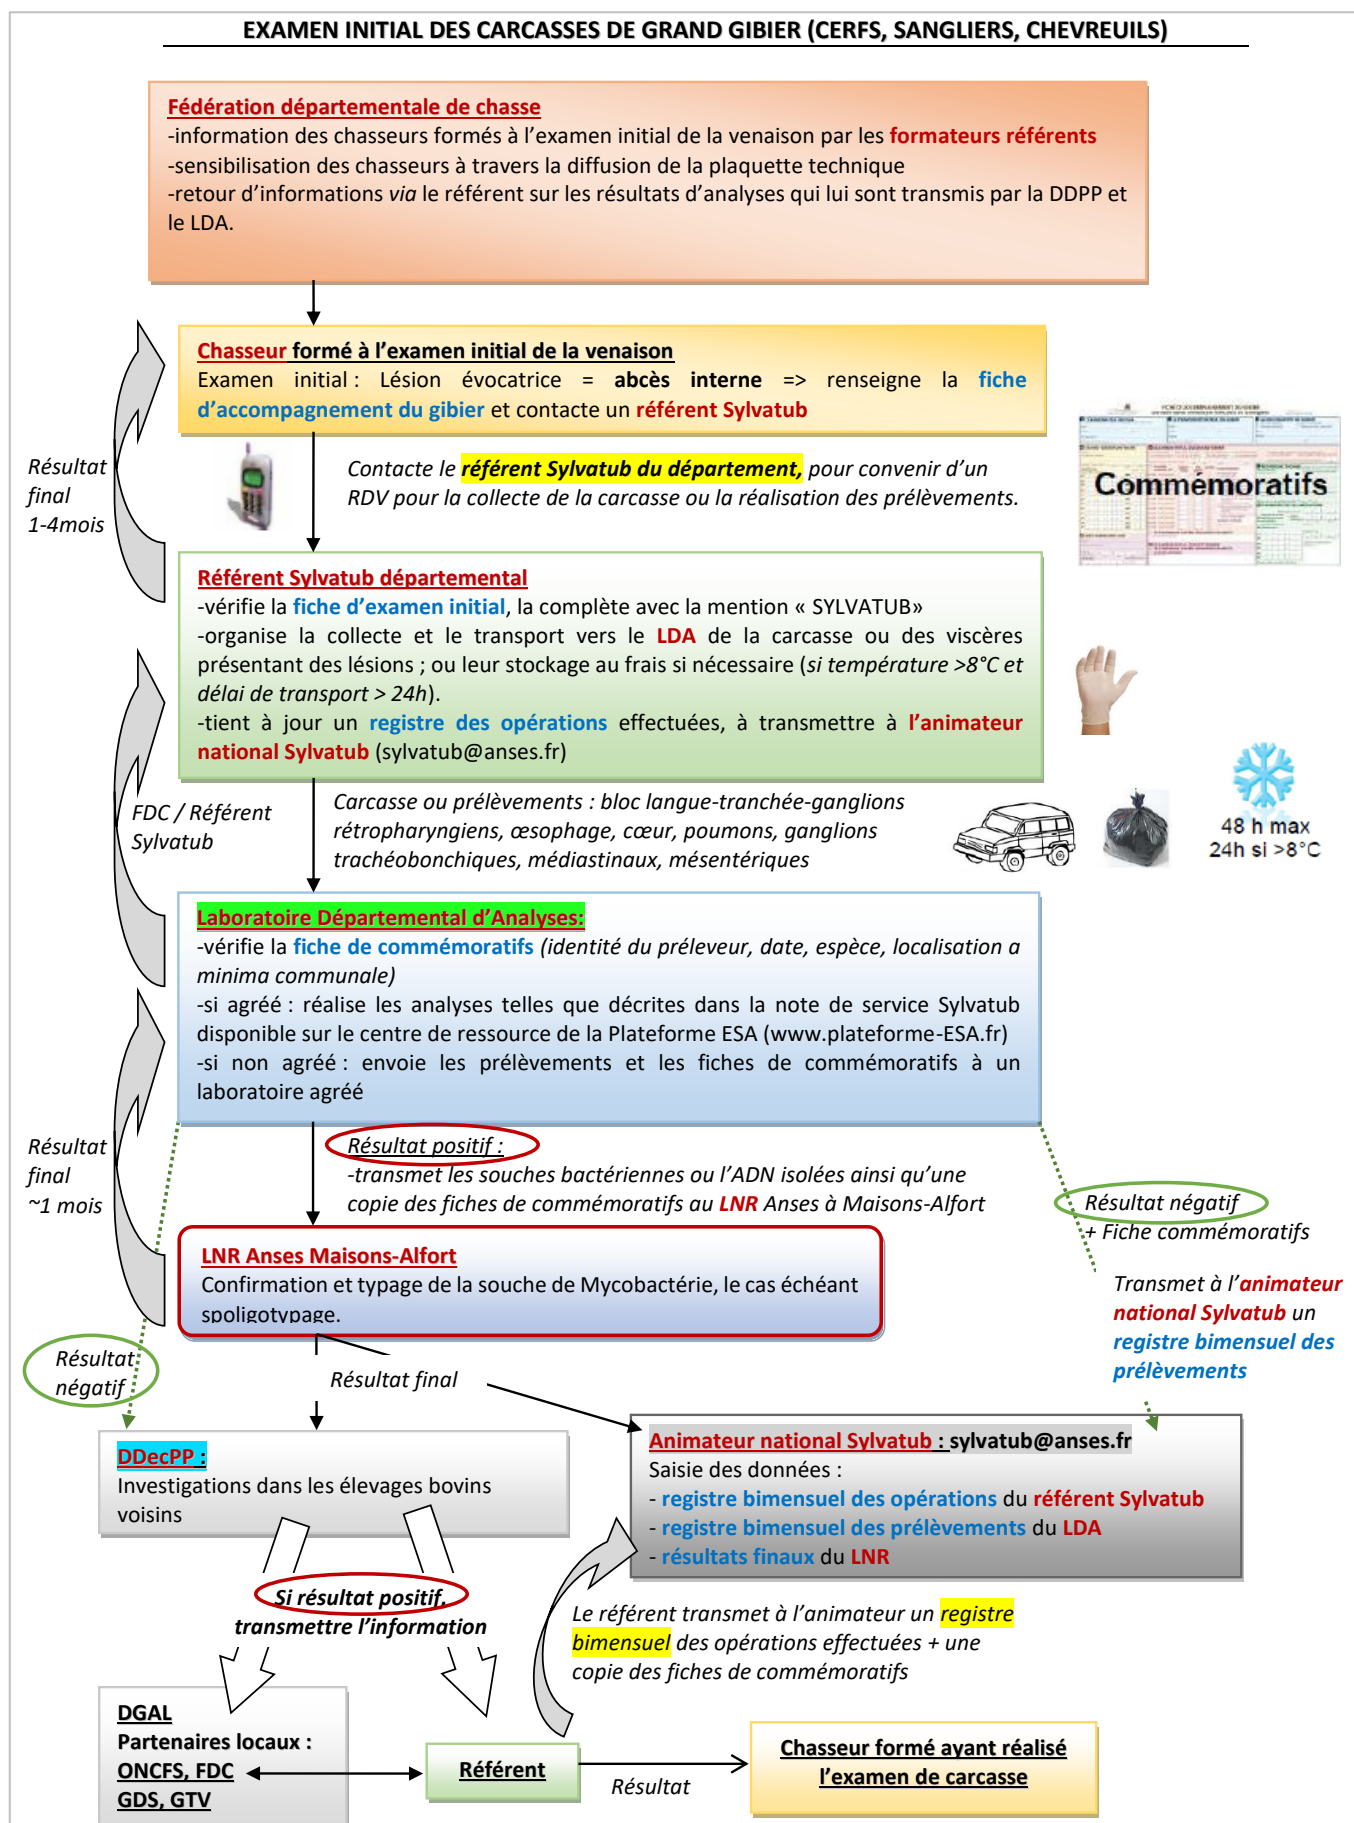 EXAMEN INITIAL DES CARCASSES DE GRAND GIBIER (CERFS, SANGLIERS, CHEVREUILS)
Fédération départementale de chasse
-information des chasseurs formés à l'examen initial de la venaison par les formateurs référents
-sensibilisation des chasseurs à travers la diffusion de la plaquette technique
-retour d'informations via le référent sur les résultats d'analyses qui lui sont transmis par la DDPP et
le LDA.
Chasseur formé à l'examen initial de la venaison
Examen initial : Lésion évocatrice = abcès interne => renseigne la fiche
d'accompagnement du gibier et contacte un référent Sylvatub
Résultat
final
1-4mois
Contacte le référent Sylvatub du département, pour convenir d'un
RDV pour la collecte de la carcasse ou la réalisation des prélèvements.
Commémoratifs
Référent Sylvatub départemental
-vérifie la fiche d'examen initial, la complète avec la mention « SYLVATUB»
-organise la collecte et le transport vers le LDA de la carcasse ou des viscères
présentant des lésions ; ou leur stockage au frais si nécessaire (si température >8°C et
délai de transport > 24h).
-tient à jour un registre des opérations effectuées, à transmettre à l'animateur
national Sylvatub (sylvatub@anses.fr)
FDC / Référent
Sylvatub
Carcasse ou prélèvements : bloc langue-tranchée-ganglions
rétropharyngiens, œsophage, cœur, poumons, ganglions
trachéobonchiques, médiastinaux, mésentériques
48 h max
24h si >8°C
Laboratoire Départemental d'Analyses:
-vérifie la fiche de commémoratifs (identité du préleveur, date, espèce, localisation a
minima communale)
-si agréé : réalise les analyses telles que décrites dans la note de service Sylvatub
disponible sur le centre de ressource de la Plateforme ESA (www.plateforme-ESA.fr)
-si non agréé : envoie les prélèvements et les fiches de commémoratifs à un
laboratoire agréé
Résultat
final
~1 mois
Résultat positif :
-transmet les souches bactériennes ou l'ADN isolées ainsi qu'une
copie des fiches de commémoratifs au LNR Anses à Maisons-Alfort
Résultat négatif
+ Fiche commémoratifs
Transmet à l'animateur
national Sylvatub un
registre bimensuel des
prélèvements
LNR Anses Maisons-Alfort
Confirmation et typage de la souche de Mycobactérie, le cas échéant
spoligotypage.
Résultat
négatif
Résultat final
DDecPP :
Investigations dans les élevages bovins
voisins
Animateur national Sylvatub : sylvatub@anses.fr
Saisie des données :
- registre bimensuel des opérations du référent Sylvatub
- registre bimensuel des prélèvements du LDA
- résultats finaux du LNR
Si résultat positif,
transmettre l'information
Le référent transmet à l'animateur un registre
bimensuel des opérations effectuées + une
copie des fiches de commémoratifs
DGAL
Partenaires locaux :
ONCFS, FDC
GDS, GTV
Référent
Résultat
Chasseur formé ayant réalisé
l'examen de carcasse